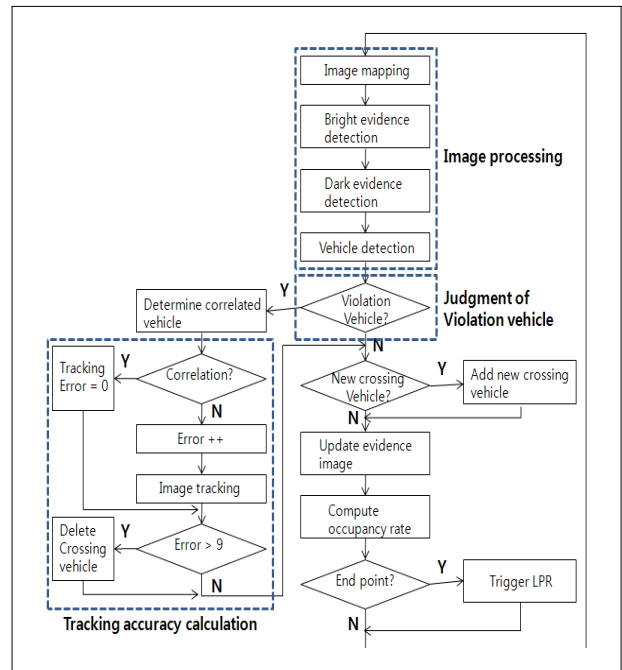 Image mapping
Bright evidence
detection
Image processing
Dark evidence
detection
Vehicle detection
Y
Determine correlated
vehicle
Violation
Vehicle?
Judgment of
Violation vehicle
N
Tracking
Error = 0
Y
Correlation?
N
New crossing
Vehicle?
Y
Add new crossing
vehicle
N
Error ++
Update evidence
image
Image tracking
Compute
occupancy rate
Delete
Crossing
vehicle
Y
Error > 9
N
End point?
Y
Trigger LPR
N
Tracking accuracy calculation